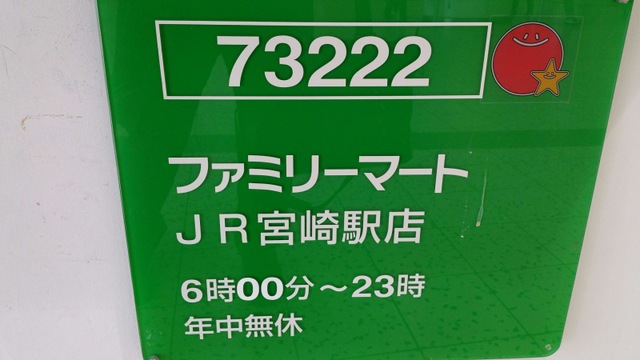 73222
ファミリーマート
ＪＲ宮崎駅店
6時00分～23時
年中無休